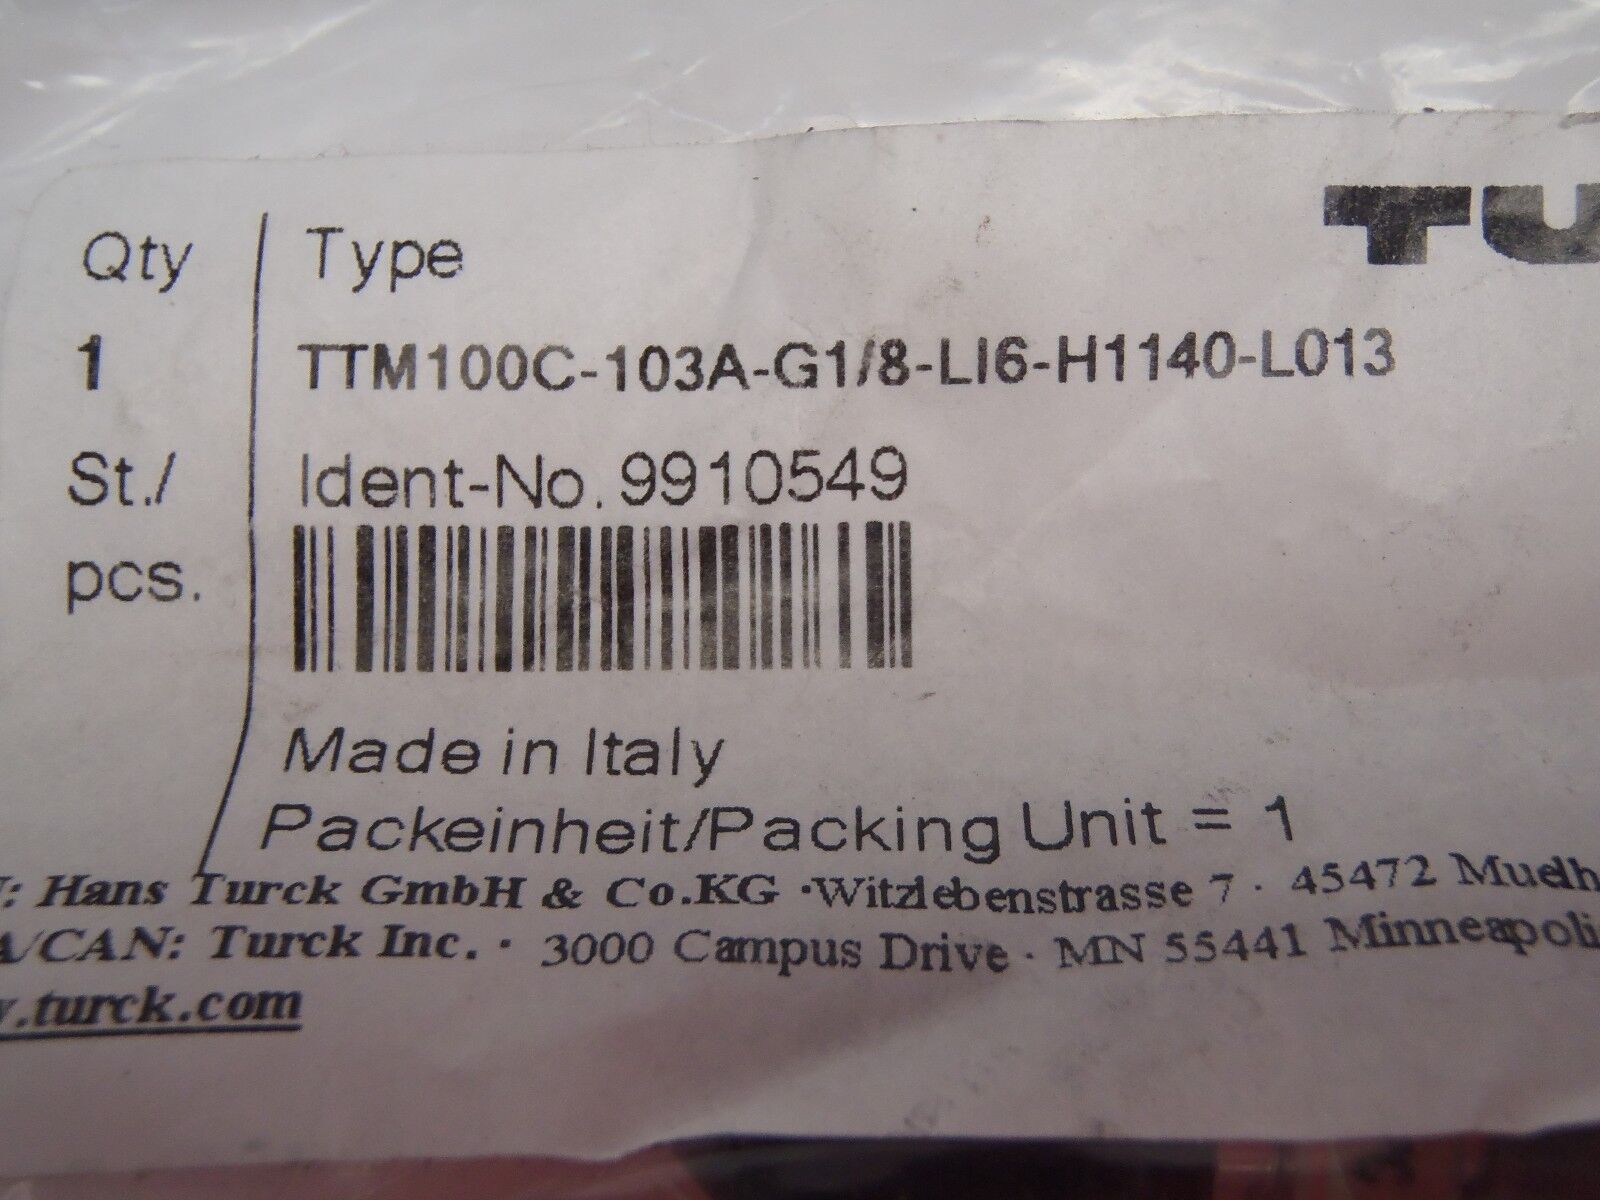 TU
Qty Type
1 TTM100C-103A-G1/8-LI6-H1140-L013
St./ Ident-No. 9910549
pcs.
Made in Italy
Packeinheit/Packing Unit = 1
: Hans Turck GmbH & Co.KG ·Witzlebenstrasse 7 · 45472 Muelh
A/CAN: Turck Inc. · 3000 Campus Drive · MN 55441 Minneapoli
.turck.com